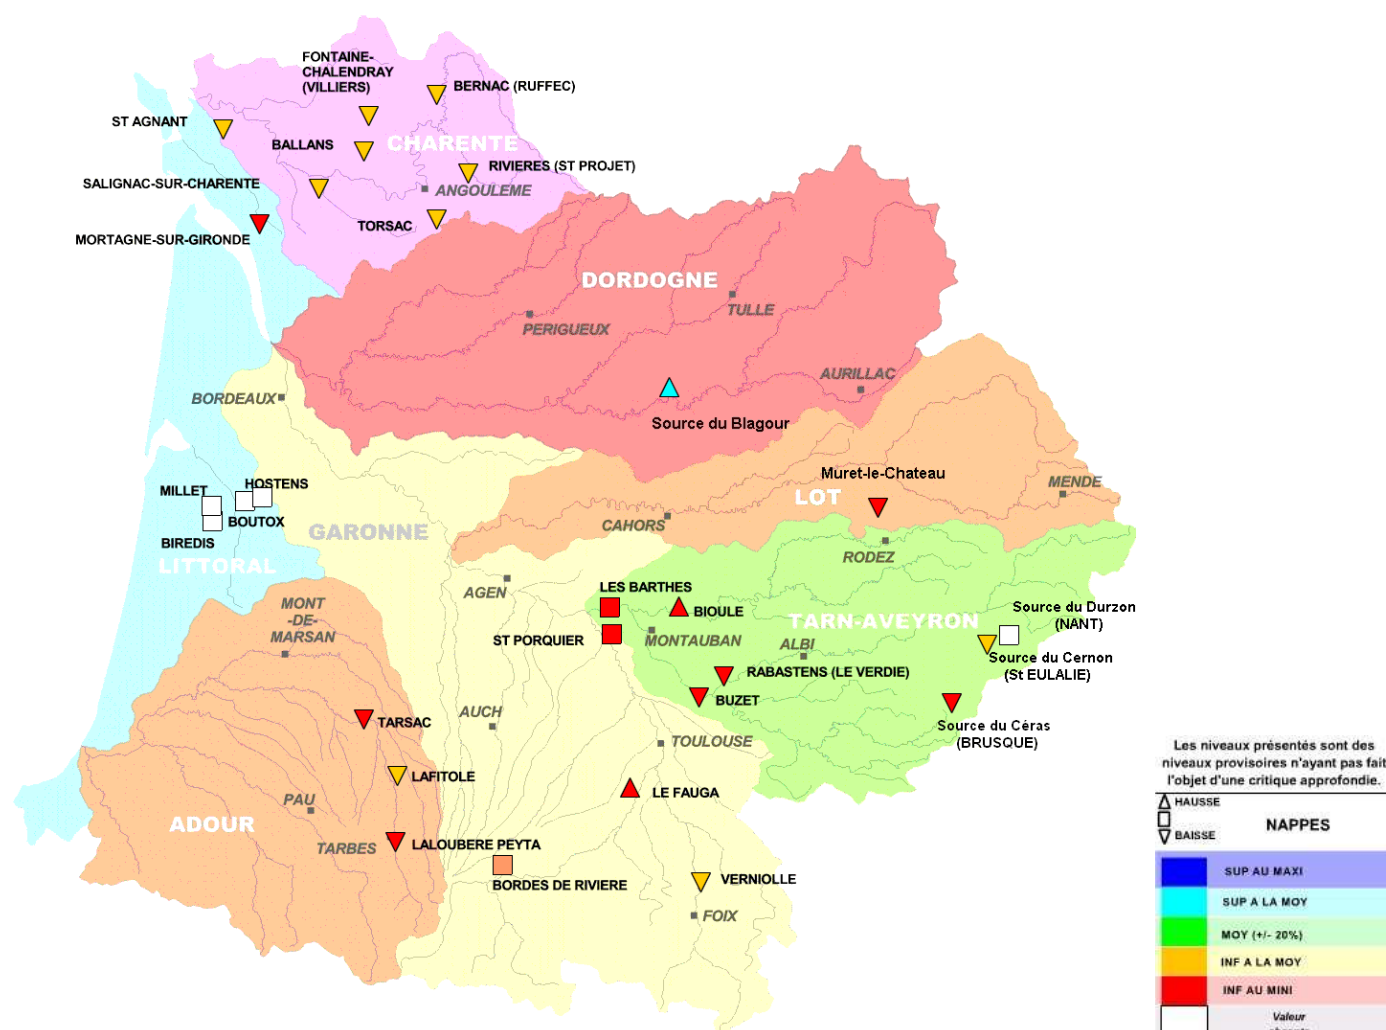 FONTAINE-
CHALENDRAY
(VILLIERS)
BERNAC (RUFFEC)
ST AGNANT
BALLANS
CHARENTE
RIVIERES (ST PROJET)
SALIGNAC-SUR-CHARENTE
ANGOULEME
TORSAC
MORTAGNE-SUR-GIRONDE
DORDOGNE
TULLE
PERIGUEUX
AURILLAC
BORDEAUX
Source du Blagour
Muret-le-Chateau
MILLET
HOSTENS
LOT
MENDE
BOUTOX
CAHORS
GARONNE
BIREDIS
LITTORAL
RODEZ
AGEN
LES BARTHES
MONT
-DE-
MARSAN
BIOULE
TARN-AVEYRON
Source du Durzon
(NANT)
ST PORQUIER
MONTAUBAN
ALBI
Source du Cernon
(St EULALIE)
RABASTENS (LE VERDIE)
BUZET
TARSAC
AUCH
TOULOUSE
Source du Céras
(BRUSQUE)
LAFITOLE
LE FAUGA
PAU
ADOUR
TARBES
LALOUBERE PEYTA
BORDES DE RIVIERE
VERNIOLLE
FOIX
Les niveaux présentés sont des
niveaux provisoires n'ayant pas fait
l'objet d'une critique approfondie.
HAUSSE
NAPPES
BAISSE
SUP AU MAXI
SUP A LA MOY
MOY (+/- 20%)
INF A LA MOY
INF AU MINI
Valeur